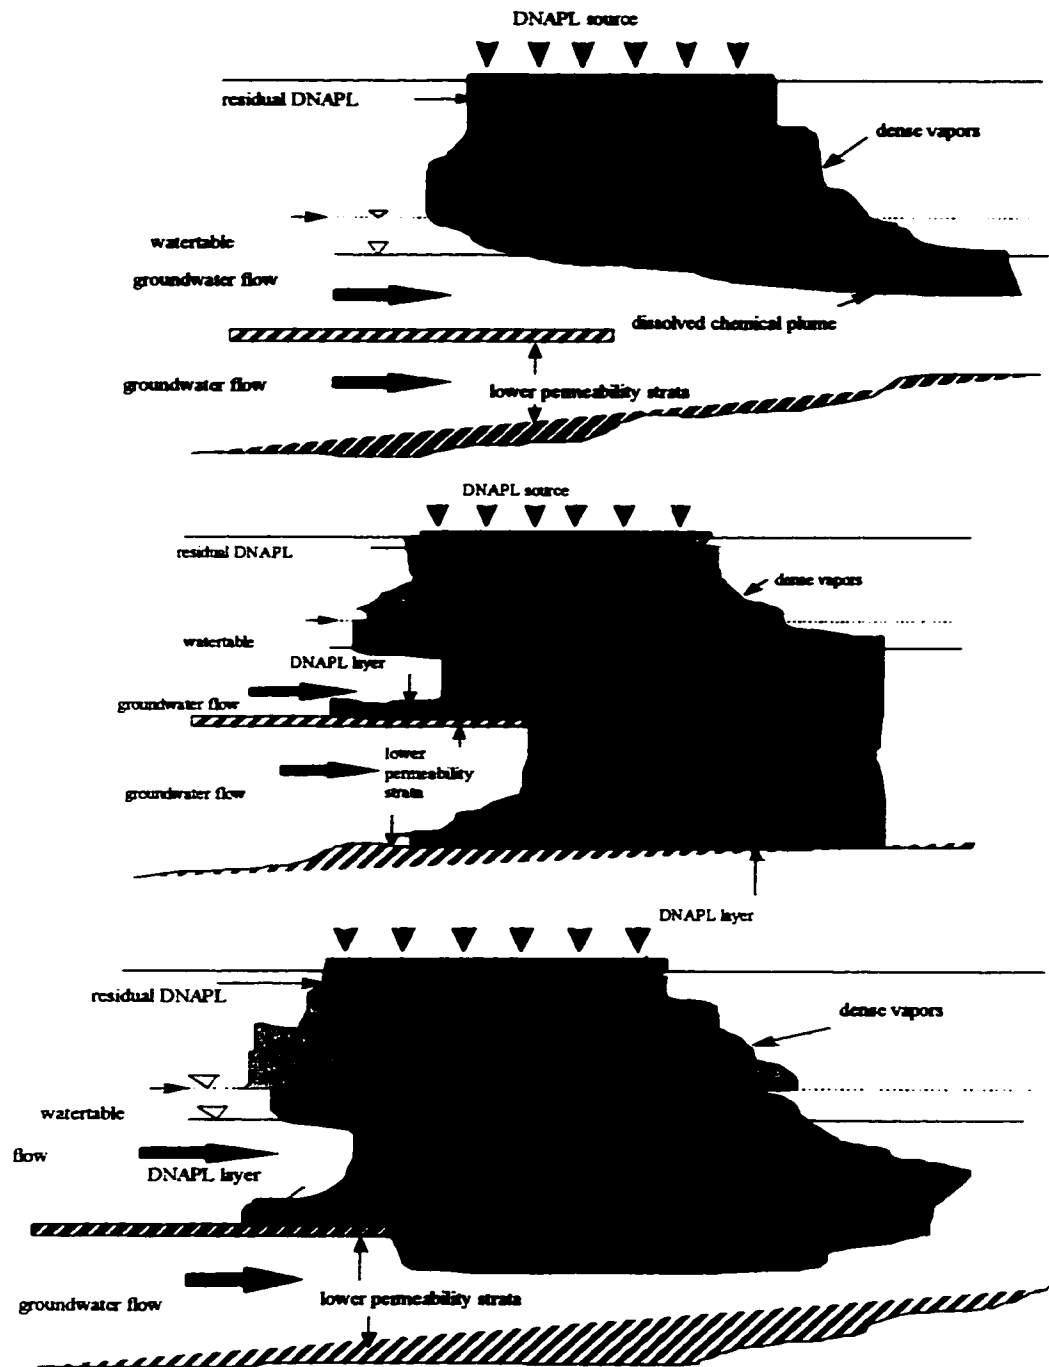 DNAPL source
residual DNAPL
dense vapors
watertable
groundwater flow
dissolved chemical plume
groundwater flow
lower permeability strata
DNAPL source
residual DNAPL
dense vapors
watertable
DNAPL layer
groundwater flow
lower
permeability
strata
groundwater flow
DNAPL layer
residual DNAPL
dense vapors
watertable
flow
DNAPL layer
lower permeability strata
groundwater flow